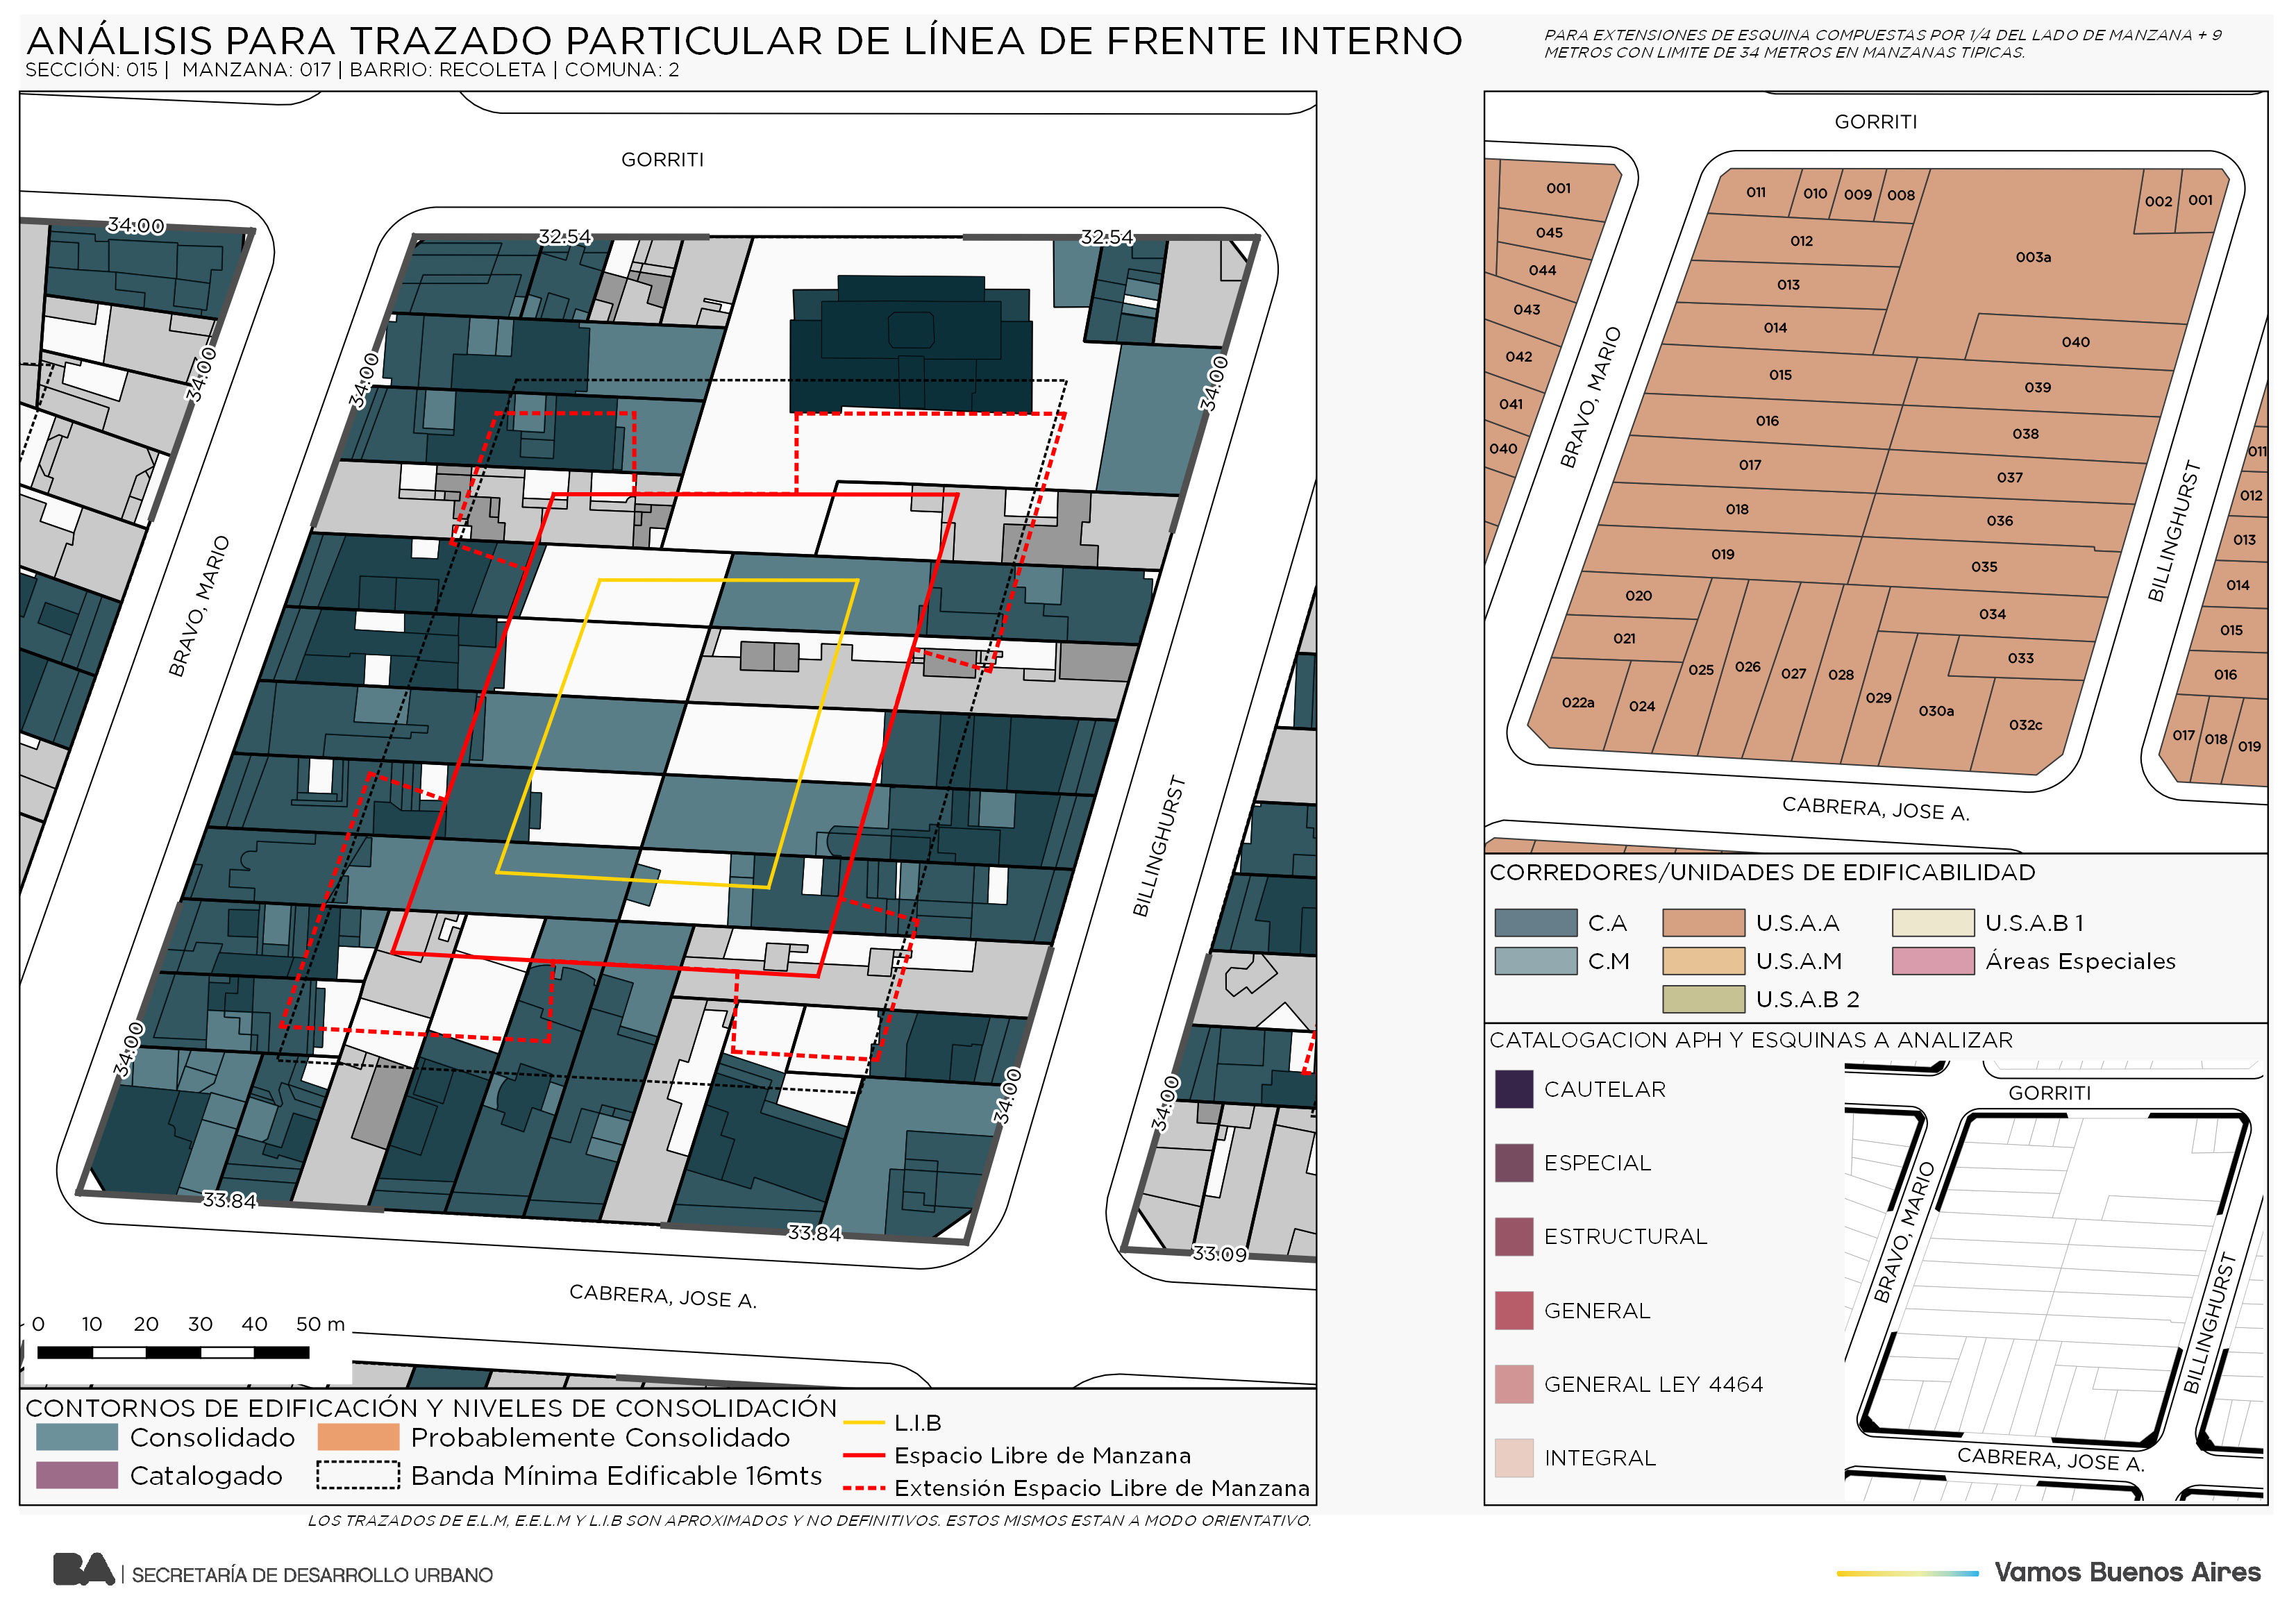 ANÁLISIS PARA TRAZADO PARTICULAR DE LÍNEA DE FRENTE INTERNO
SECCIÓN: 015 | MANZANA: 017 | BARRIO: RECOLETA | COMUNA: 2
PARA EXTENSIONES DE ESQUINA COMPUESTAS POR 1/4 DEL LADO DE MANZANA + 9
METROS CON LIMITE DE 34 METROS EN MANZANAS TIPICAS.
GORRITI
34.00
32.54
32.54
34.00
34.00
34.00
BRAVO, MARIO
BILLINGHURST
34.00
34.00
34.00
33.84
33.84
33.09
CABRERA, JOSE A.
0 10 20 30 40 50 m
CONTORNOS DE EDIFICACIÓN Y NIVELES DE CONSOLIDACIÓN
Consolidado
Probablemente Consolidado
Catalogado
Banda Mínima Edificable 16mts
L.I.B
Espacio Libre de Manzana
Extensión Espacio Libre de Manzana
LOS TRAZADOS DE E.L.M, E.E.L.M Y L.I.B SON APROXIMADOS Y NO DEFINITIVOS. ESTOS MISMOS ESTAN A MODO ORIENTATIVO.
GORRITI
001
045
044
043
042
041
040
BRAVO, MARIO
011
010
009
008
002
001
012
003a
013
014
040
015
039
016
038
017
037
018
036
019
035
020
034
021
033
025
026
027
028
029
022a
024
030a
032c
BILLINGHURST
011
012
013
014
015
016
017
018
019
CABRERA, JOSE A.
CORREDORES/UNIDADES DE EDIFICABILIDAD
C.A
U.S.A.A
U.S.A.B 1
C.M
U.S.A.M
Áreas Especiales
U.S.A.B 2
CATALOGACION APH Y ESQUINAS A ANALIZAR
CAUTELAR
ESPECIAL
ESTRUCTURAL
GENERAL
GENERAL LEY 4464
INTEGRAL
GORRITI
BRAVO, MARIO
BILLINGHURST
CABRERA, JOSE A.
BA | SECRETARÍA DE DESARROLLO URBANO
Vamos Buenos Aires